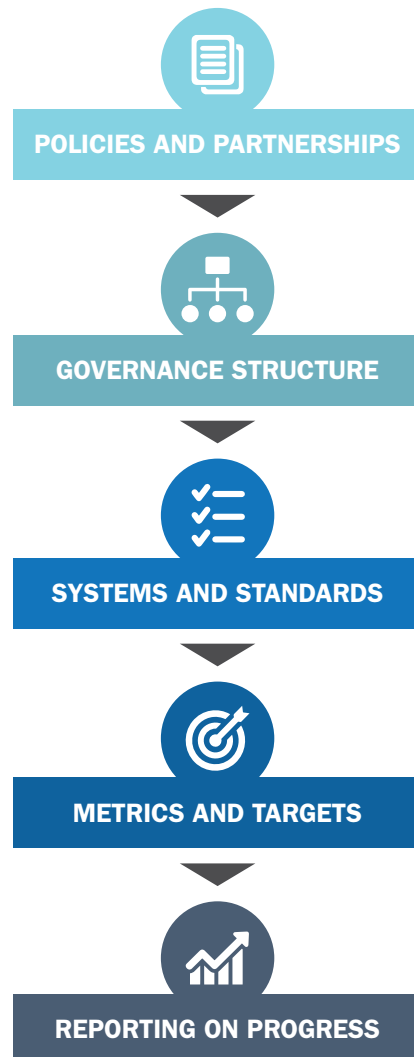 POLICIES AND PARTNERSHIPS
GOVERNANCE STRUCTURE
SYSTEMS AND STANDARDS
METRICS AND TARGETS
REPORTING ON PROGRESS